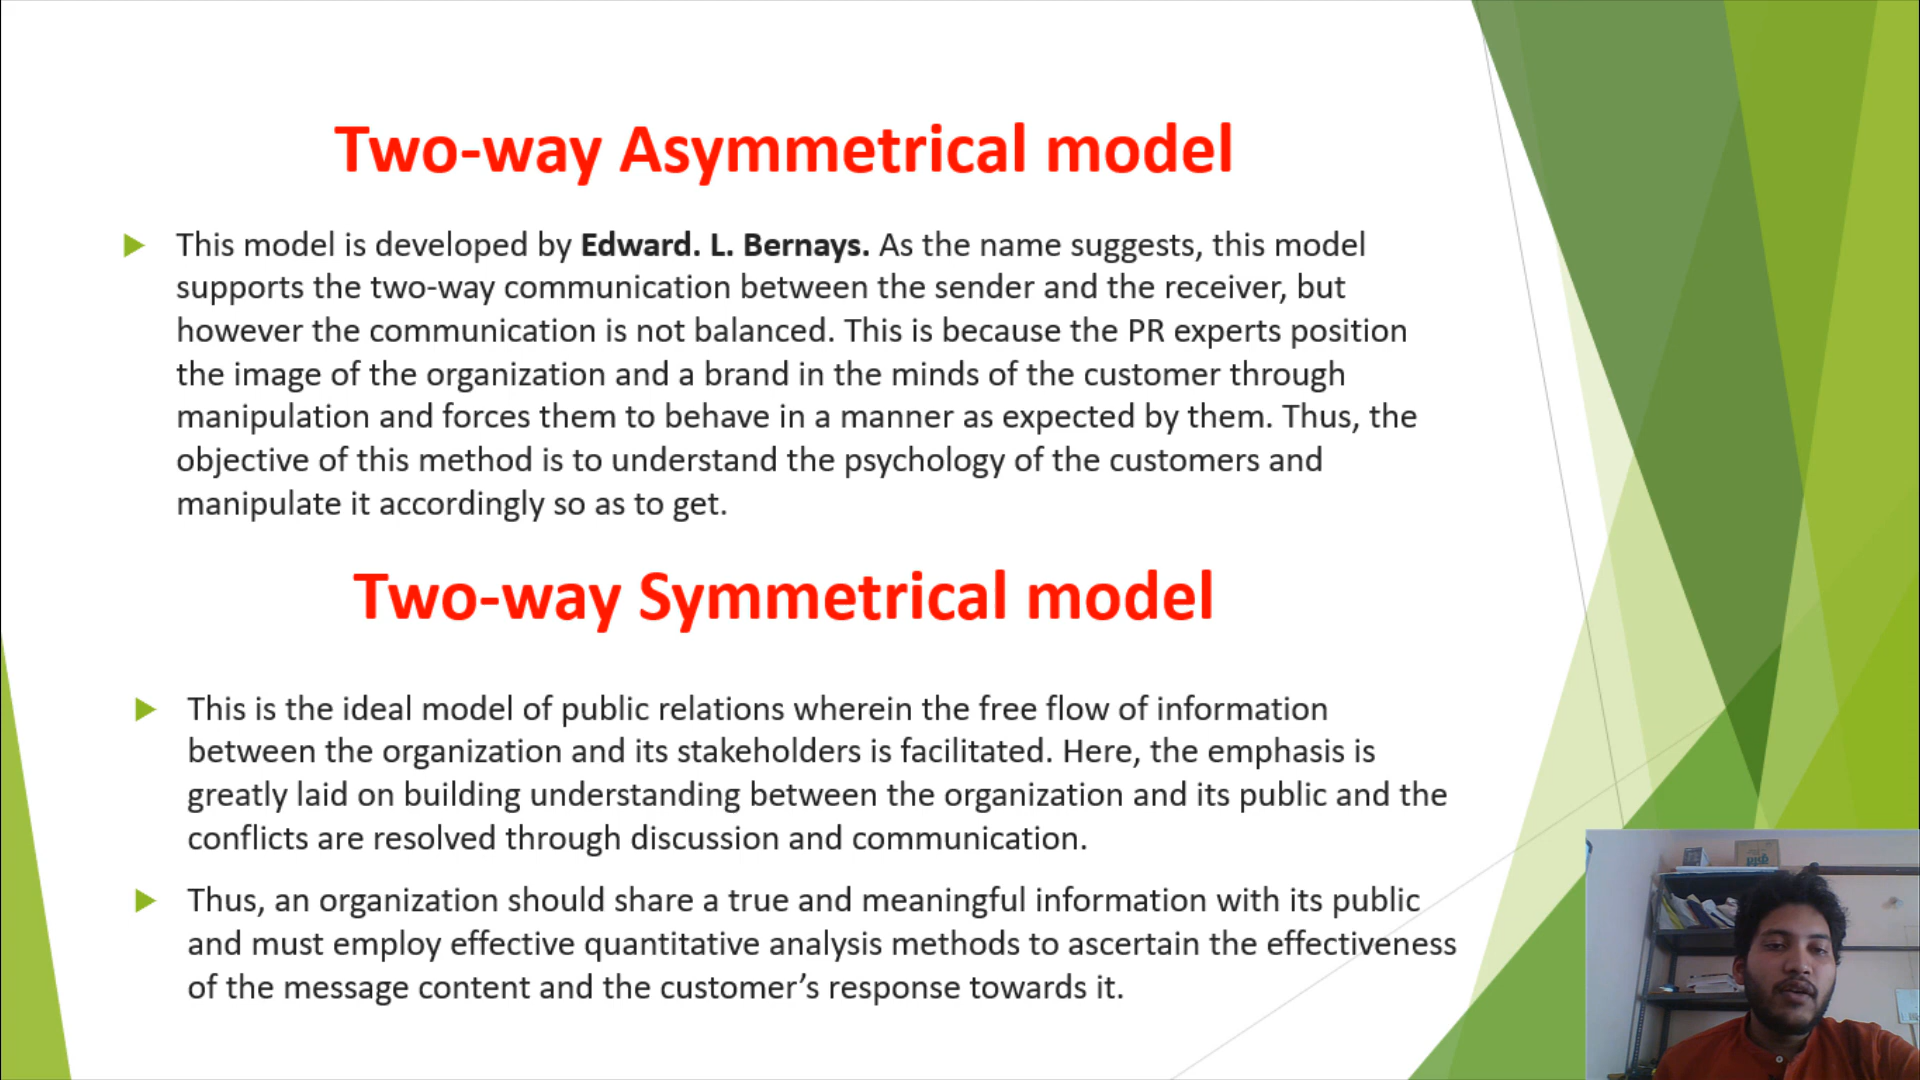 Two-way Asymmetrical model
This model is developed by Edward. L. Bernays. As the name suggests, this model
supports the two-way communication between the sender and the receiver, but
however the communication is not balanced. This is because the PR experts position
the image of the organization and a brand in the minds of the customer through
manipulation and forces them to behave in a manner as expected by them. Thus, the
objective of this method is to understand the psychology of the customers and
manipulate it accordingly so as to get.
Two-way Symmetrical model
This is the ideal model of public relations wherein the free flow of information
between the organization and its stakeholders is facilitated. Here, the emphasis is
greatly laid on building understanding between the organization and its public and the
conflicts are resolved through discussion and communication.
Thus, an organization should share a true and meaningful information with its public
and must employ effective quantitative analysis methods to ascertain the effectiveness
of the message content and the customer’s response towards it.